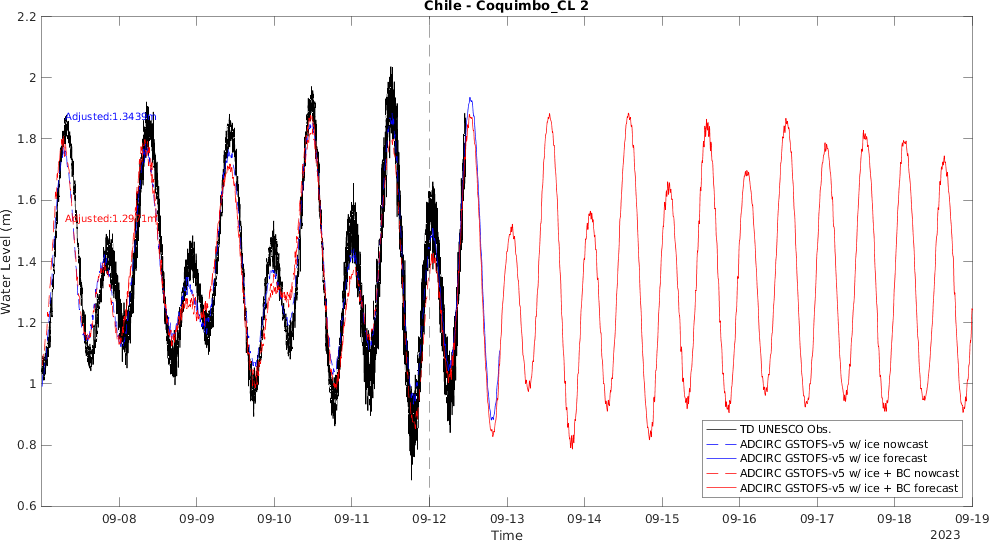 Chile - Coquimbo_CL 2
2.2
2
1.8
1.6
1.4
1.2
1
0.8
0.6
Water Level (m)
Adjusted:1.3439m
09-08
09-09
09-10
09-11
09-12
09-13
09-14
09-15
09-16
09-17
09-18
09-19
Time
2023
TD UNESCO Obs.
ADCIRC GSTOFS-v5 w/ ice nowcast
ADCIRC GSTOFS-v5 w/ ice forecast
ADCIRC GSTOFS-v5 w/ ice + BC nowcast
ADCIRC GSTOFS-v5 w/ ice + BC forecast